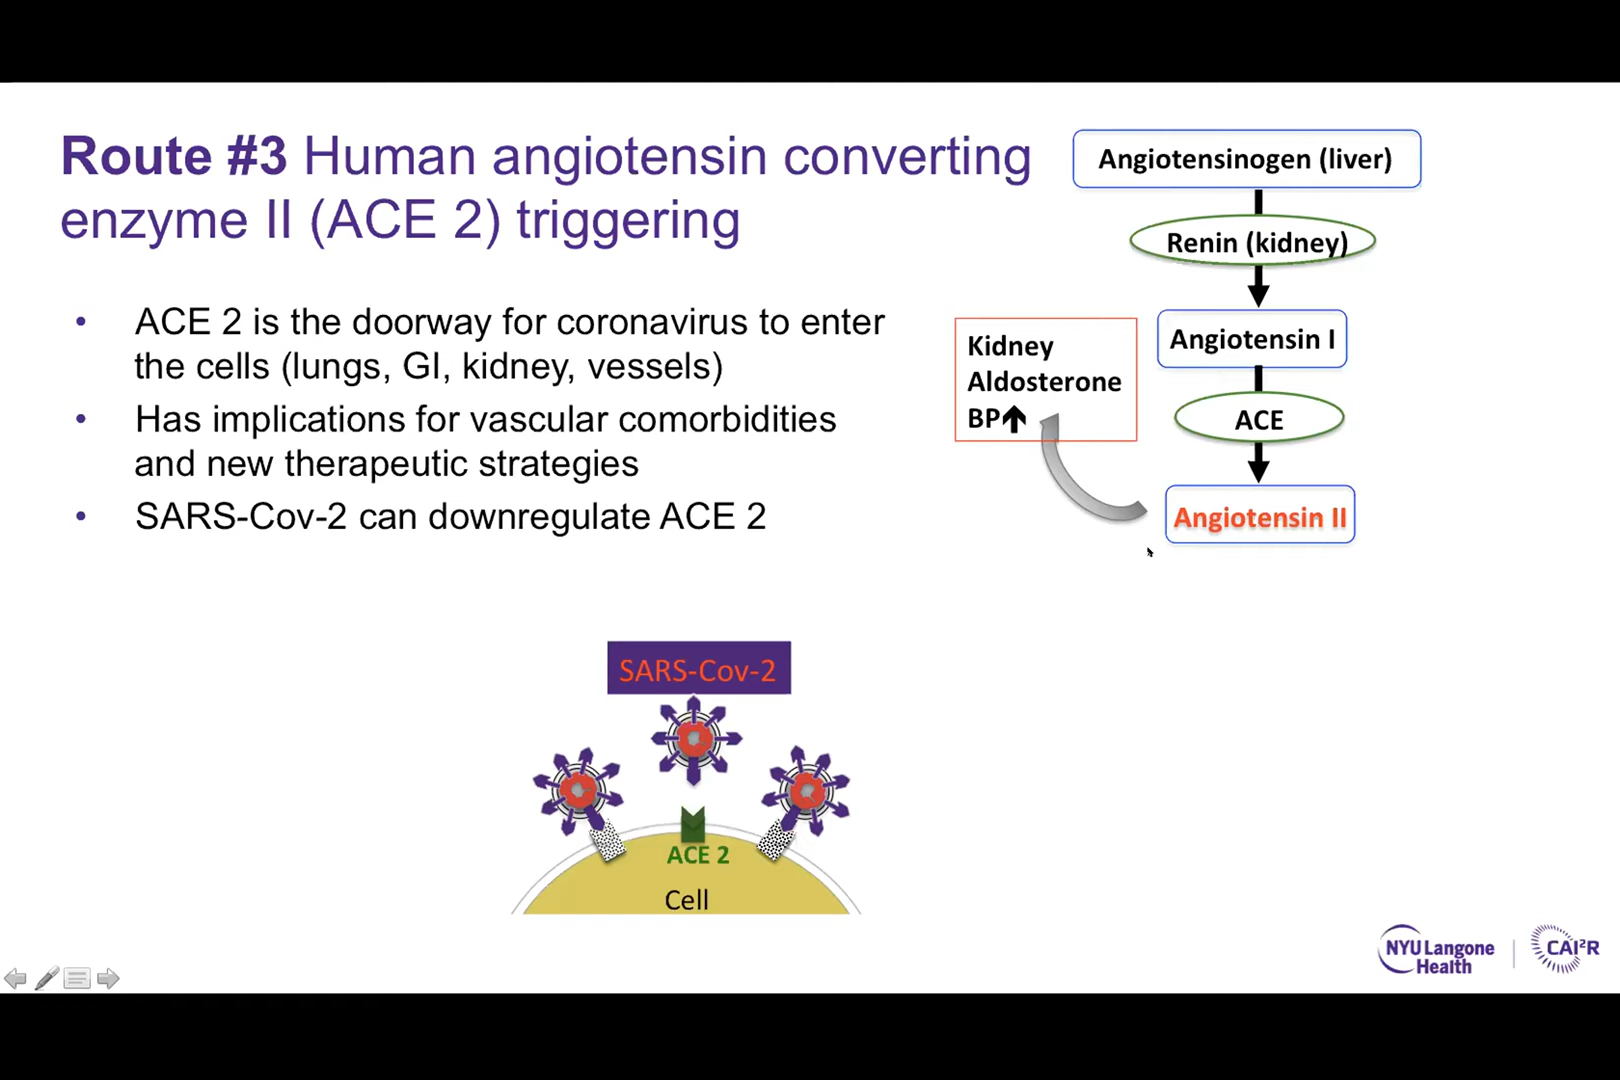 Route #3 Human angiotensin converting
enzyme II (ACE 2) triggering
• ACE 2 is the doorway for coronavirus to enter
the cells (lungs, GI, kidney, vessels)
• Has implications for vascular comorbidities
and new therapeutic strategies
• SARS-Cov-2 can downregulate ACE 2
Angiotensinogen (liver)
Renin (kidney)
Angiotensin I
ACE
Angiotensin II
Kidney
Aldosterone
BP↑
SARS-Cov-2
ACE 2
Cell
NYU Langone
Health
CAI²R